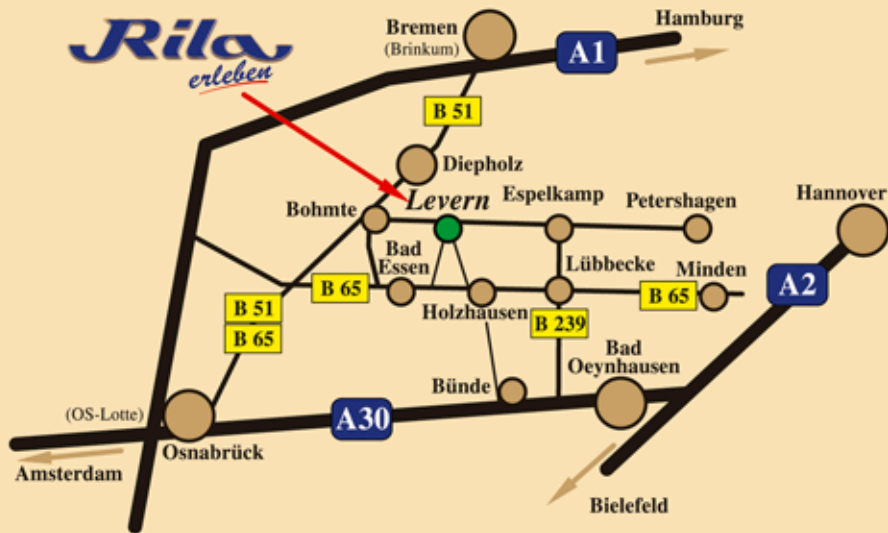 Rila
erleben
Bremen
(Brinkum)
Hamburg
A1
B 51
Diepholz
Levern
Espelkamp
Petershagen
Hannover
Bohmte
Bad
Essen
Lübbecke
Minden
A2
B 65
B 65
Holzhausen
B 51
B 65
B 239
Bad
Oeynhausen
Bünde
(OS-Lotte)
A30
Osnabrück
Amsterdam
Bielefeld